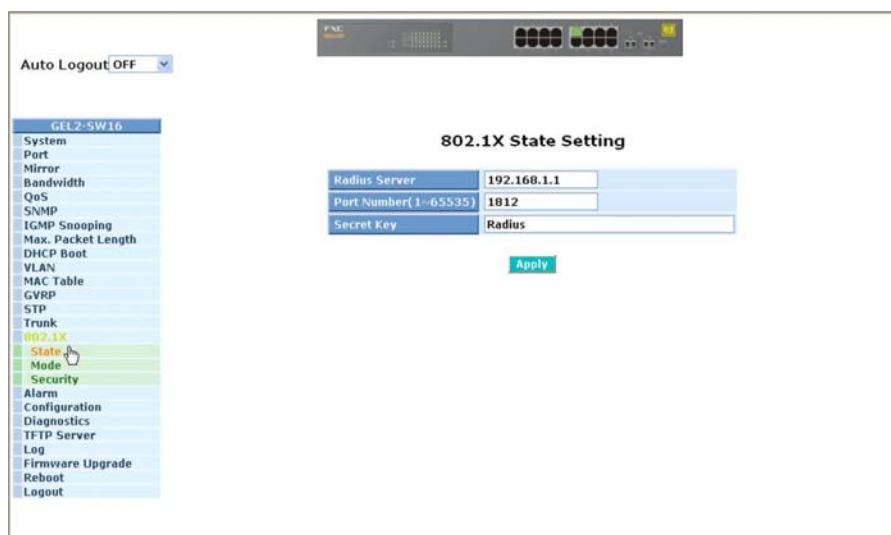 FXC
Auto Logout OFF
GEL2-SW16
System
Port
Mirror
Bandwidth
QoS
SNMP
IGMP Snooping
Max. Packet Length
DHCP Boot
VLAN
MAC Table
GVRP
STP
Trunk
802.1X
State
Mode
Security
Alarm
Configuration
Diagnostics
TFTP Server
Log
Firmware Upgrade
Reboot
Logout
802.1X State Setting
Radius Server 192.168.1.1
Port Number(1~65535) 1812
Secret Key Radius
Apply